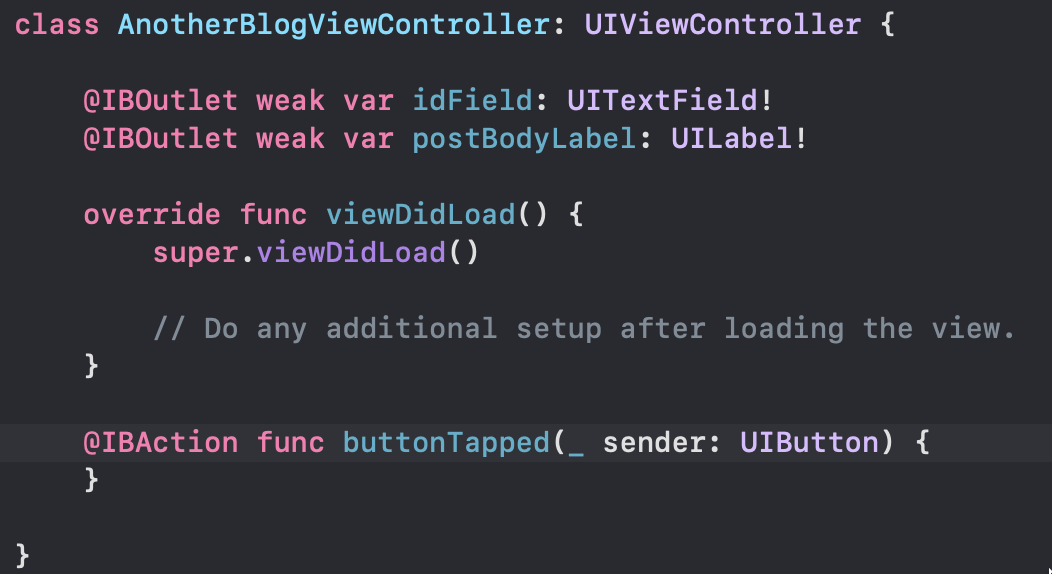 class AnotherBlogViewController: UIViewController {
@IBOutlet weak var idField: UITextField!
@IBOutlet weak var postBodyLabel: UILabel!
override func viewDidLoad() {
super.viewDidLoad()
// Do any additional setup after loading the view.
}
@IBAction func buttonTapped(_ sender: UIButton) {
}
}